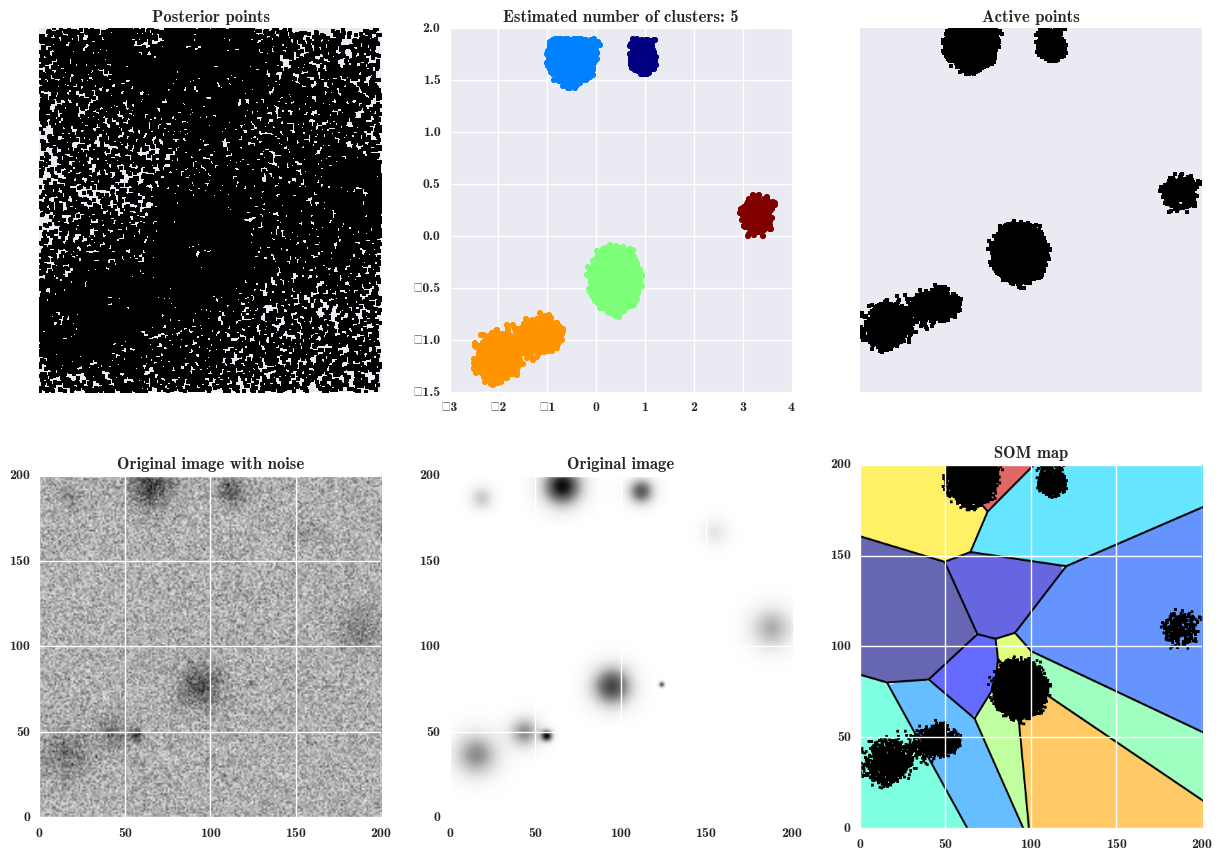 Posterior points
Estimated number of clusters: 5
Active points
2.0
1.5
1.0
0.5
0.0
□0.5
□1.0
□1.5
□3 □2 □1 0 1 2 3 4
Original image with noise
Original image
SOM map
200
150
100
50
0
0 50 100 150 200
200
150
100
50
0
0 50 100 150 200
200
150
100
50
0
0 50 100 150 200